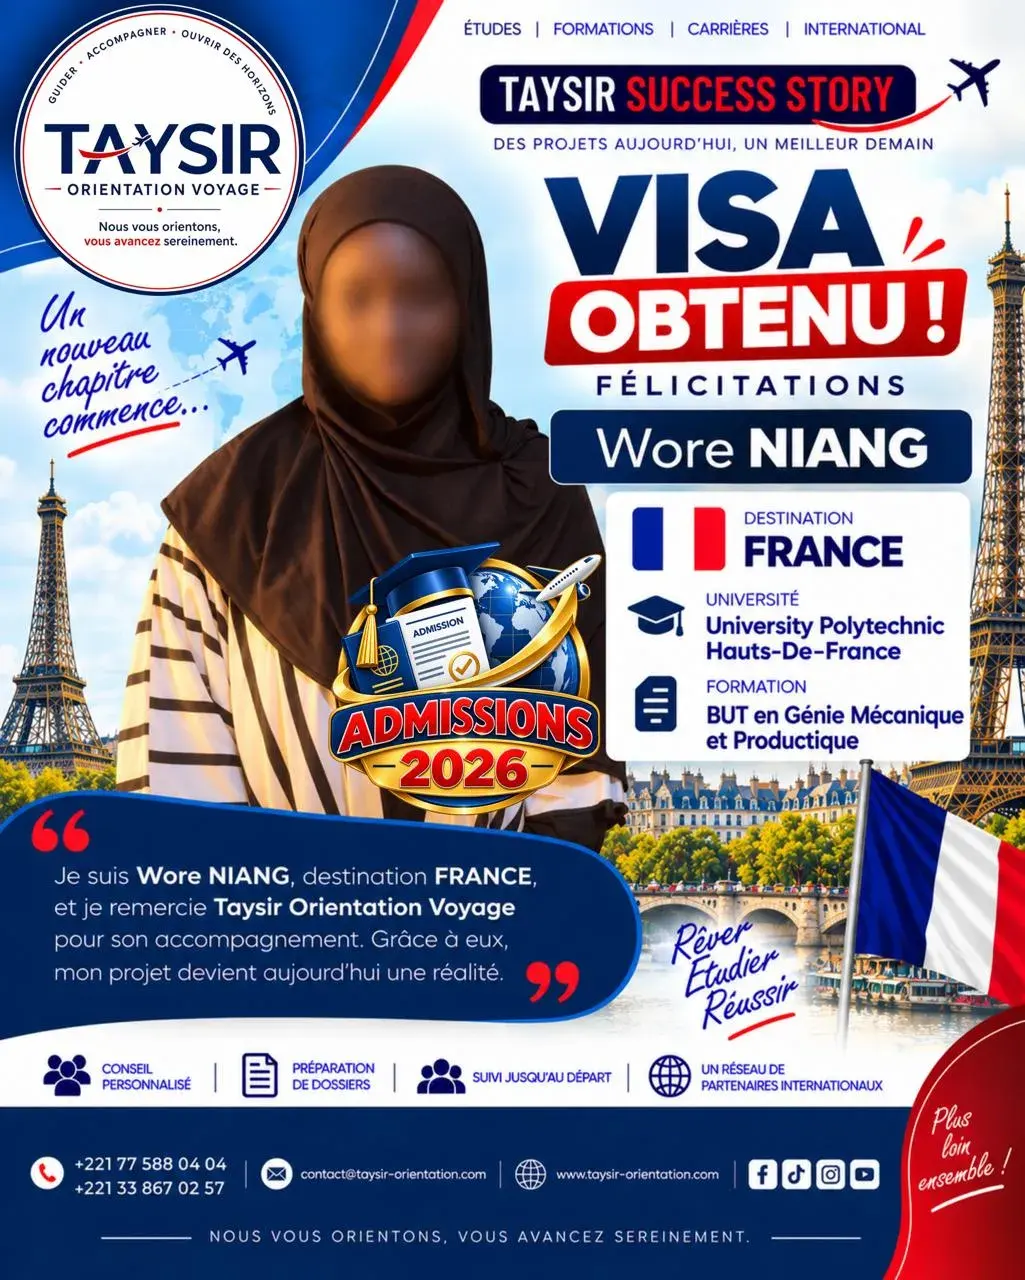 GUIDER • ACCOMPAGNER • OUVRIR DES HORIZONS
TAYSIR
ORIENTATION VOYAGE
Nous vous orientons,
vous avancez sereinement.
ÉTUDES | FORMATIONS | CARRIÈRES | INTERNATIONAL
TAYSIR SUCCESS STORY
DES PROJETS AUJOURD'HUI, UN MEILLEUR DEMAIN
VISA
OBTENU !
FÉLICITATIONS
Wore NIANG
Un
nouveau
chapitre
commence...
DESTINATION
FRANCE
UNIVERSITÉ
University Polytechnic
Hauts-De-France
FORMATION
BUT en Génie Mécanique
et Productique
ADMISSION
ADMISSIONS
2026
“
Je suis Wore NIANG, destination FRANCE,
et je remercie Taysir Orientation Voyage
pour son accompagnement. Grâce à eux,
mon projet devient aujourd'hui une réalité.
”
Rêver
Etudier
Réussir
CONSEIL
PERSONNALISÉ
PRÉPARATION
DE DOSSIERS
SUIVI JUSQU'AU DÉPART
UN RÉSEAU DE
PARTENAIRES INTERNATIONAUX
+221 77 588 04 04
+221 33 867 02 57
contact@taysir-orientation.com
www.taysir-orientation.com
Plus
loin
ensemble !
NOUS VOUS ORIENTONS, VOUS AVANCEZ SEREINEMENT.